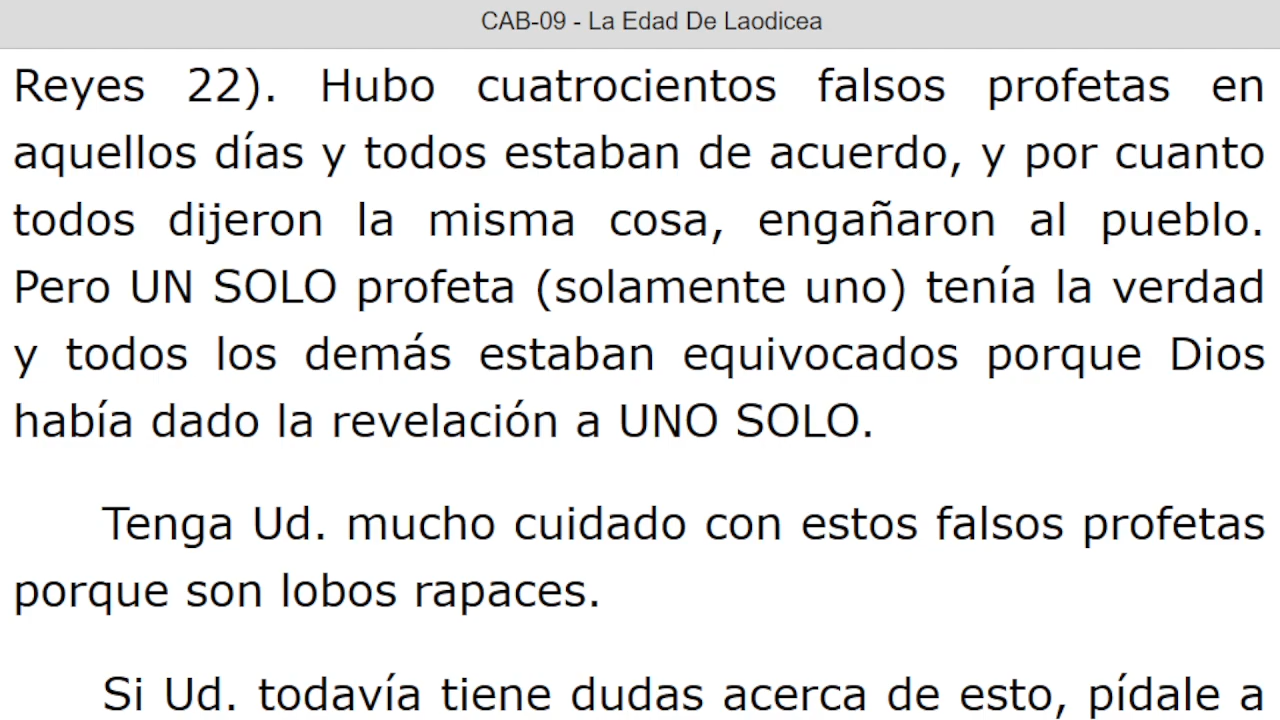 CAB-09 - La Edad De Laodicea
Reyes 22). Hubo cuatrocientos falsos profetas en
aquellos días y todos estaban de acuerdo, y por cuanto
todos dijeron la misma cosa, engañaron al pueblo.
Pero UN SOLO profeta (solamente uno) tenía la verdad
y todos los demás estaban equivocados porque Dios
había dado la revelación a UNO SOLO.
Tenga Ud. mucho cuidado con estos falsos profetas
porque son lobos rapaces.
Si Ud. todavía tiene dudas acerca de esto, pídale a